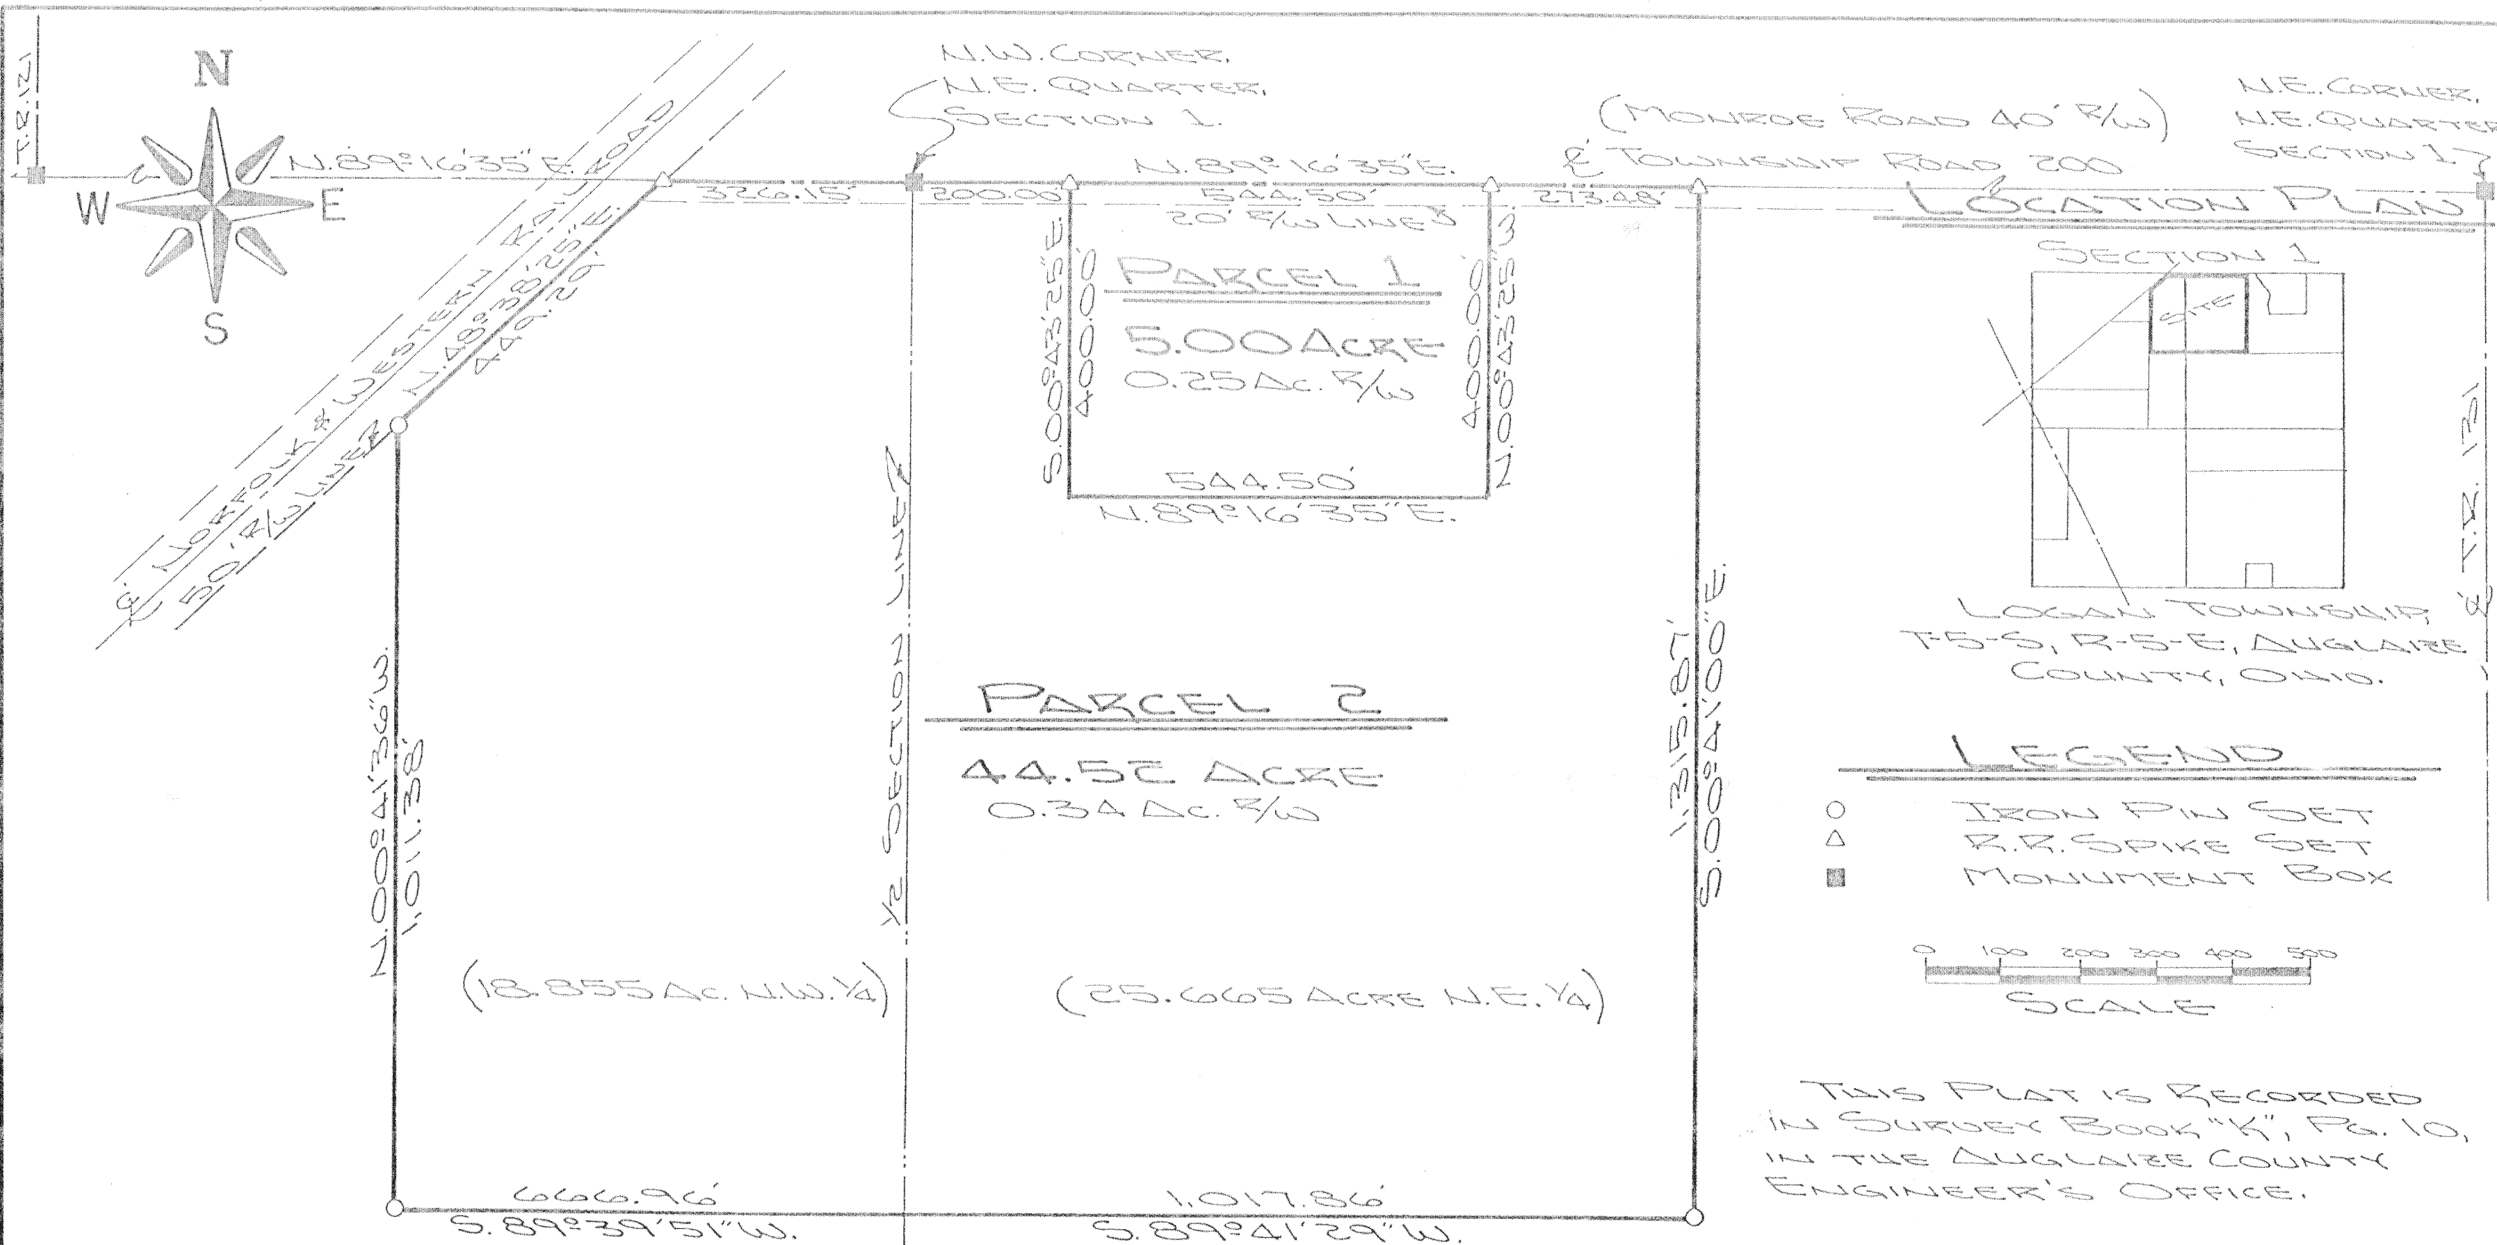 T.R. 121
N
W
E
S
N.W. CORNER,
N.E. QUARTER,
SECTION 1.
(MONROE ROAD 40' R/W)
℄ TOWNSHIP ROAD 200
N.E. CORNER,
N.E. QUARTER
SECTION 1
N.89°16'35"E.
326.15'
200.00'
N.89°16'35"E.
544.50'
20' R/W LINE
273.48'
℄ NORFOLK & WESTERN RAILROAD
50' R/W LINE
N.48°38'25"E.
449.20'
S.00°43'25"E.
400.00'
PARCEL 1
5.00 ACRE
0.25 AC. R/W
400.00'
N.00°43'25"W.
544.50'
N.89°16'35"E.
LOCATION PLAN
SECTION 1
SITE
LOGAN TOWNSHIP,
T-5-S, R-5-E, AUGLAIZE
COUNTY, OHIO.
℄ T.R. 131
N.00°41'36"W.
1,011.38'
1/2 SECTION LINE
PARCEL 2
44.52 ACRE
0.34 AC. R/W
1,315.87'
S.00°41'00"E.
LEGEND
IRON PIN SET
R.R. SPIKE SET
MONUMENT BOX
0 100 200 300 400 500
SCALE
(18.855 AC. N.W. 1/4)
(25.665 ACRE N.E. 1/4)
THIS PLAT IS RECORDED
IN SURVEY BOOK "K", PG. 10,
IN THE AUGLAIZE COUNTY
ENGINEER'S OFFICE.
666.96'
S.89°39'51"W.
1,017.86'
S.89°41'29"W.